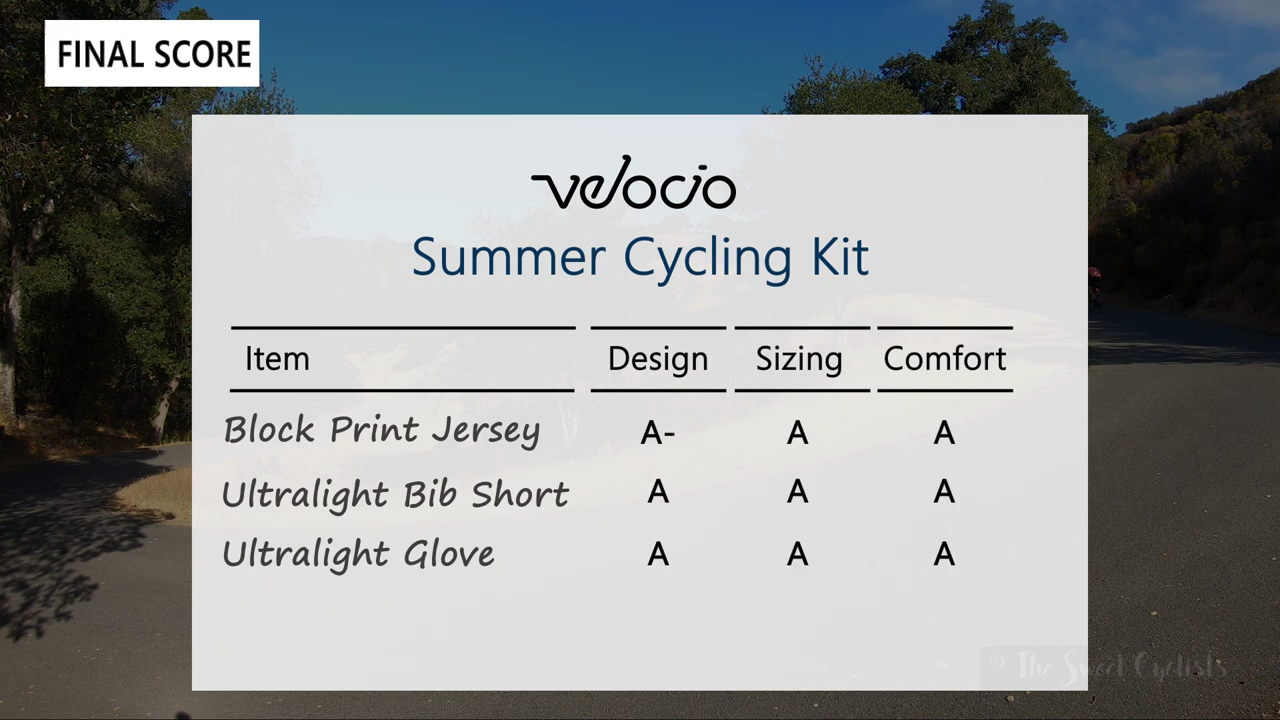 FINAL SCORE
velocio
Summer Cycling Kit
Item Design Sizing Comfort
Block Print Jersey A- A A
Ultralight Bib Short A A A
Ultralight Glove A A A
The Sweet Cyclists